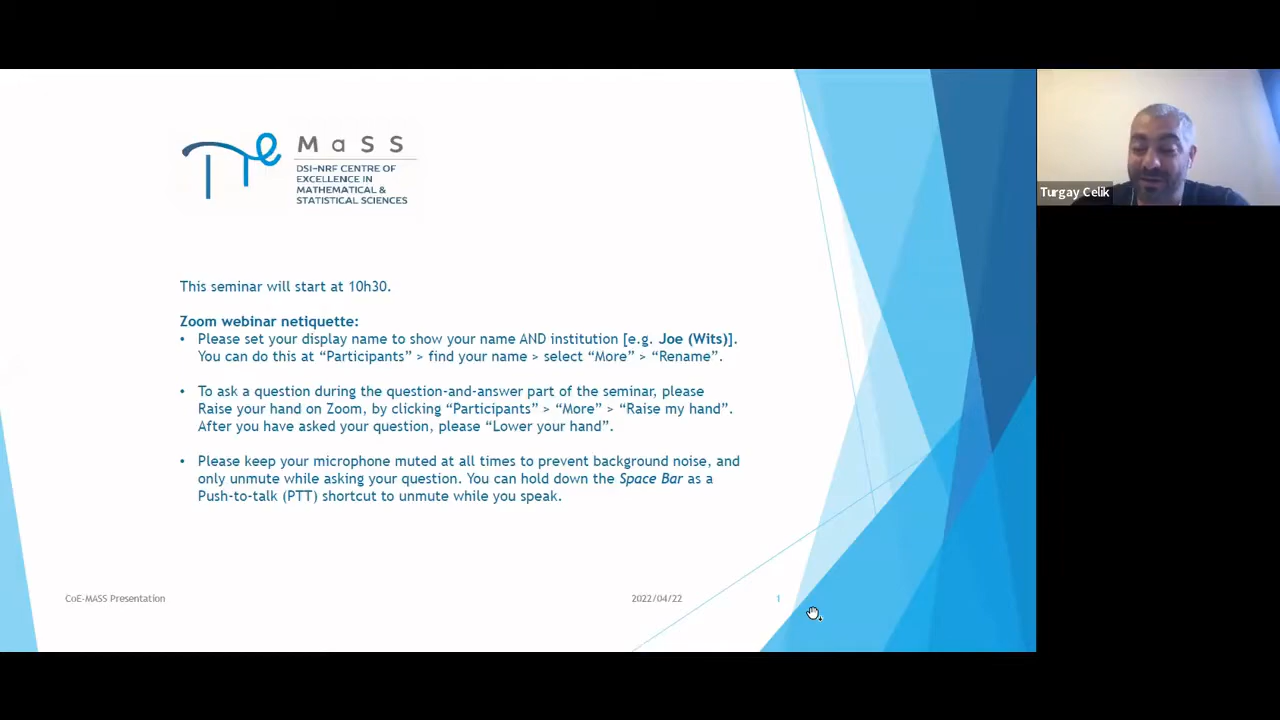 MaSS
DSI-NRF CENTRE OF
EXCELLENCE IN
MATHEMATICAL &
STATISTICAL SCIENCES
Turgay Celik
This seminar will start at 10h30.
Zoom webinar netiquette:
• Please set your display name to show your name AND institution [e.g. Joe (Wits)].
You can do this at “Participants” > find your name > select “More” > “Rename”.
• To ask a question during the question-and-answer part of the seminar, please
Raise your hand on Zoom, by clicking “Participants” > “More” > “Raise my hand”.
After you have asked your question, please “Lower your hand”.
• Please keep your microphone muted at all times to prevent background noise, and
only unmute while asking your question. You can hold down the Space Bar as a
Push-to-talk (PTT) shortcut to unmute while you speak.
CoE-MASS Presentation
2022/04/22
1